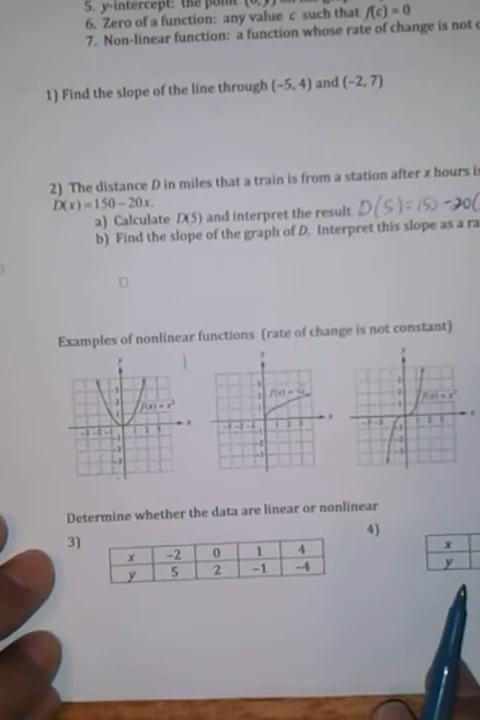 5. y-intercept: the point (0, y)
6. Zero of a function: any value c such that f(c) = 0
7. Non-linear function: a function whose rate of change is not
1) Find the slope of the line through (–5, 4) and (–2, 7)
2) The distance D in miles that a train is from a station after x hours is
D(x) = 150 – 20x.
a) Calculate D(5) and interpret the result D(5) = 150 - 20(
b) Find the slope of the graph of D. Interpret this slope as a ra
Examples of nonlinear functions (rate of change is not constant)
f(x) = x²
Determine whether the data are linear or nonlinear
3) 4)
x –2 0 1 4
y 5 2 –1 –4
x
y